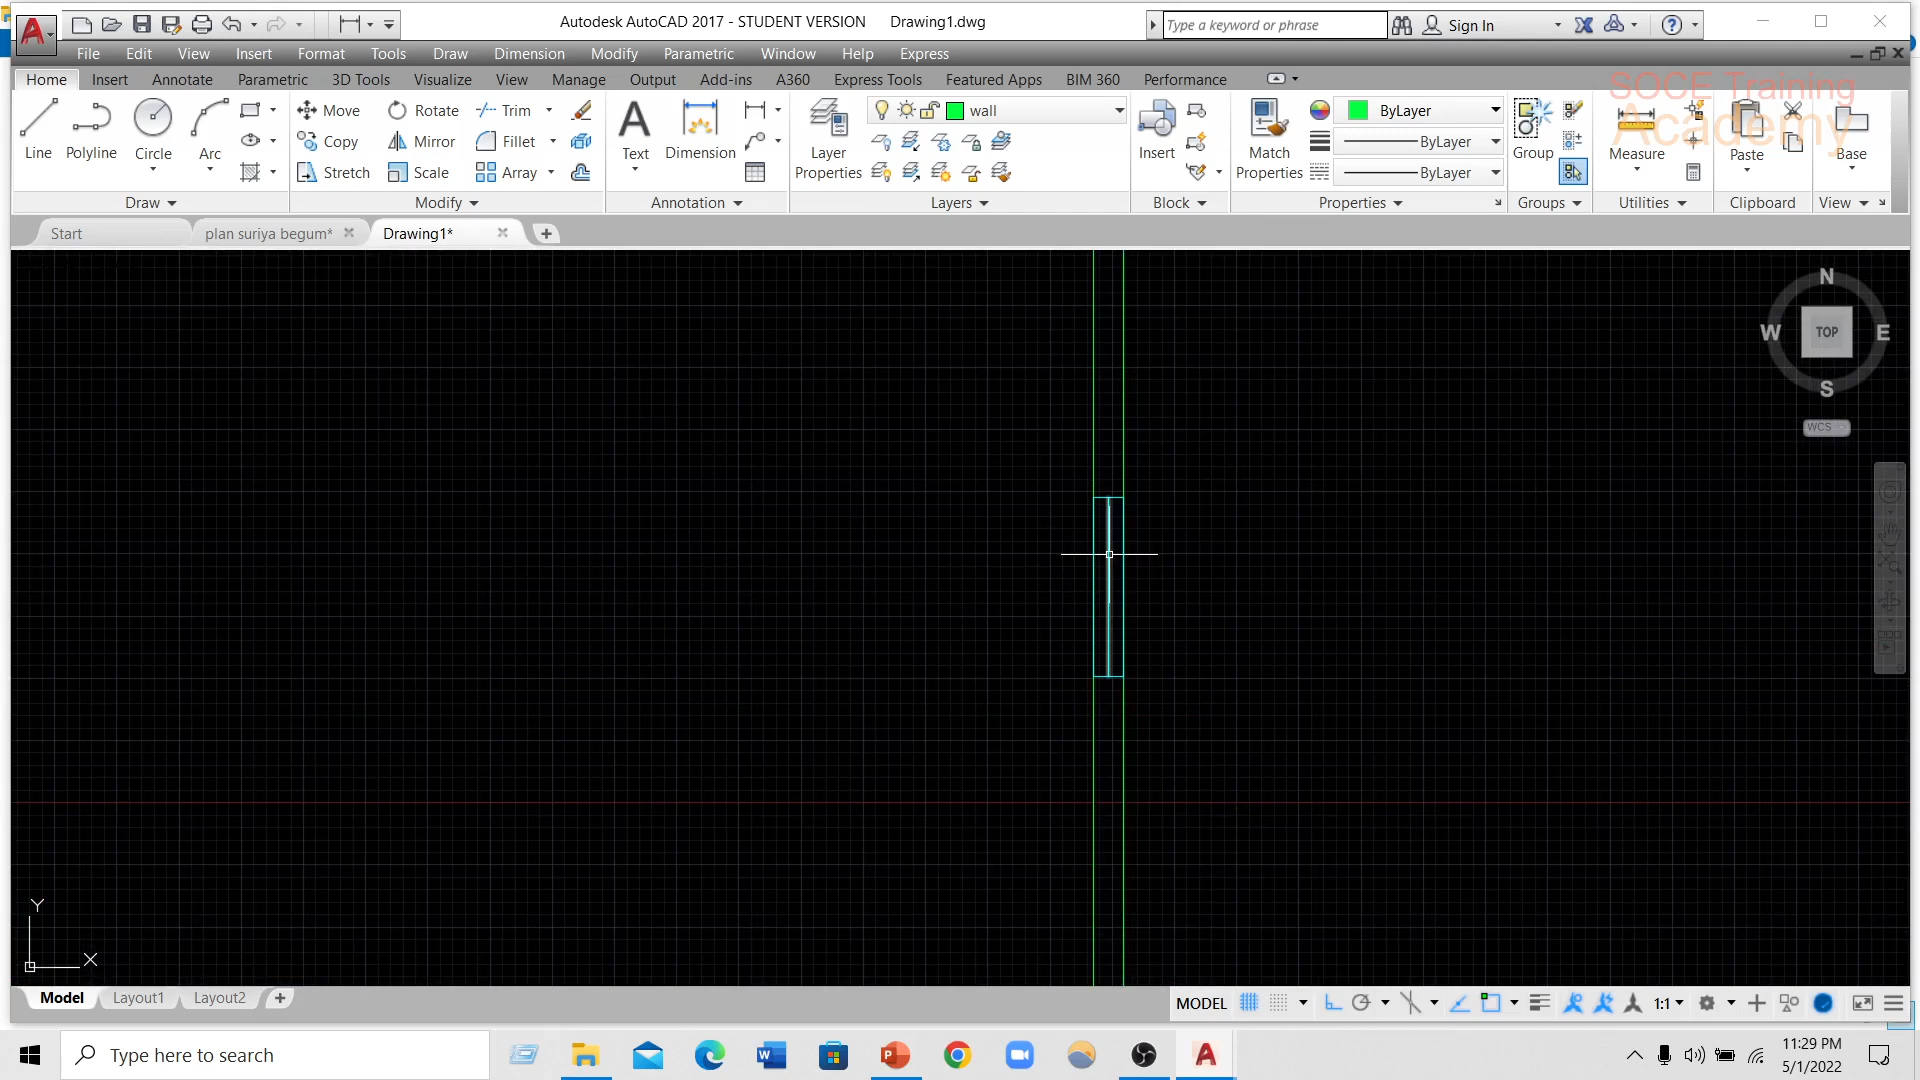 Autodesk AutoCAD 2017 - STUDENT VERSION Drawing1.dwg
Type a keyword or phrase
Sign In
File Edit View Insert Format Tools Draw Dimension Modify Parametric Window Help Express
Home Insert Annotate Parametric 3D Tools Visualize View Manage Output Add-ins A360 Express Tools Featured Apps BIM 360 Performance
SOCE Training
Academy
Move Rotate Trim wall ByLayer
Line Polyline Circle Arc Copy Mirror Fillet Text Dimension Layer Properties Insert Match Properties ByLayer Group Measure Paste Base
Stretch Scale Array ByLayer
Draw Modify Annotation Layers Block Properties Groups Utilities Clipboard View
Start plan suriya begum* Drawing1*
N
W TOP E
S
WCS
Y
X
Model Layout1 Layout2
MODEL 1:1
Type here to search
11:29 PM
5/1/2022